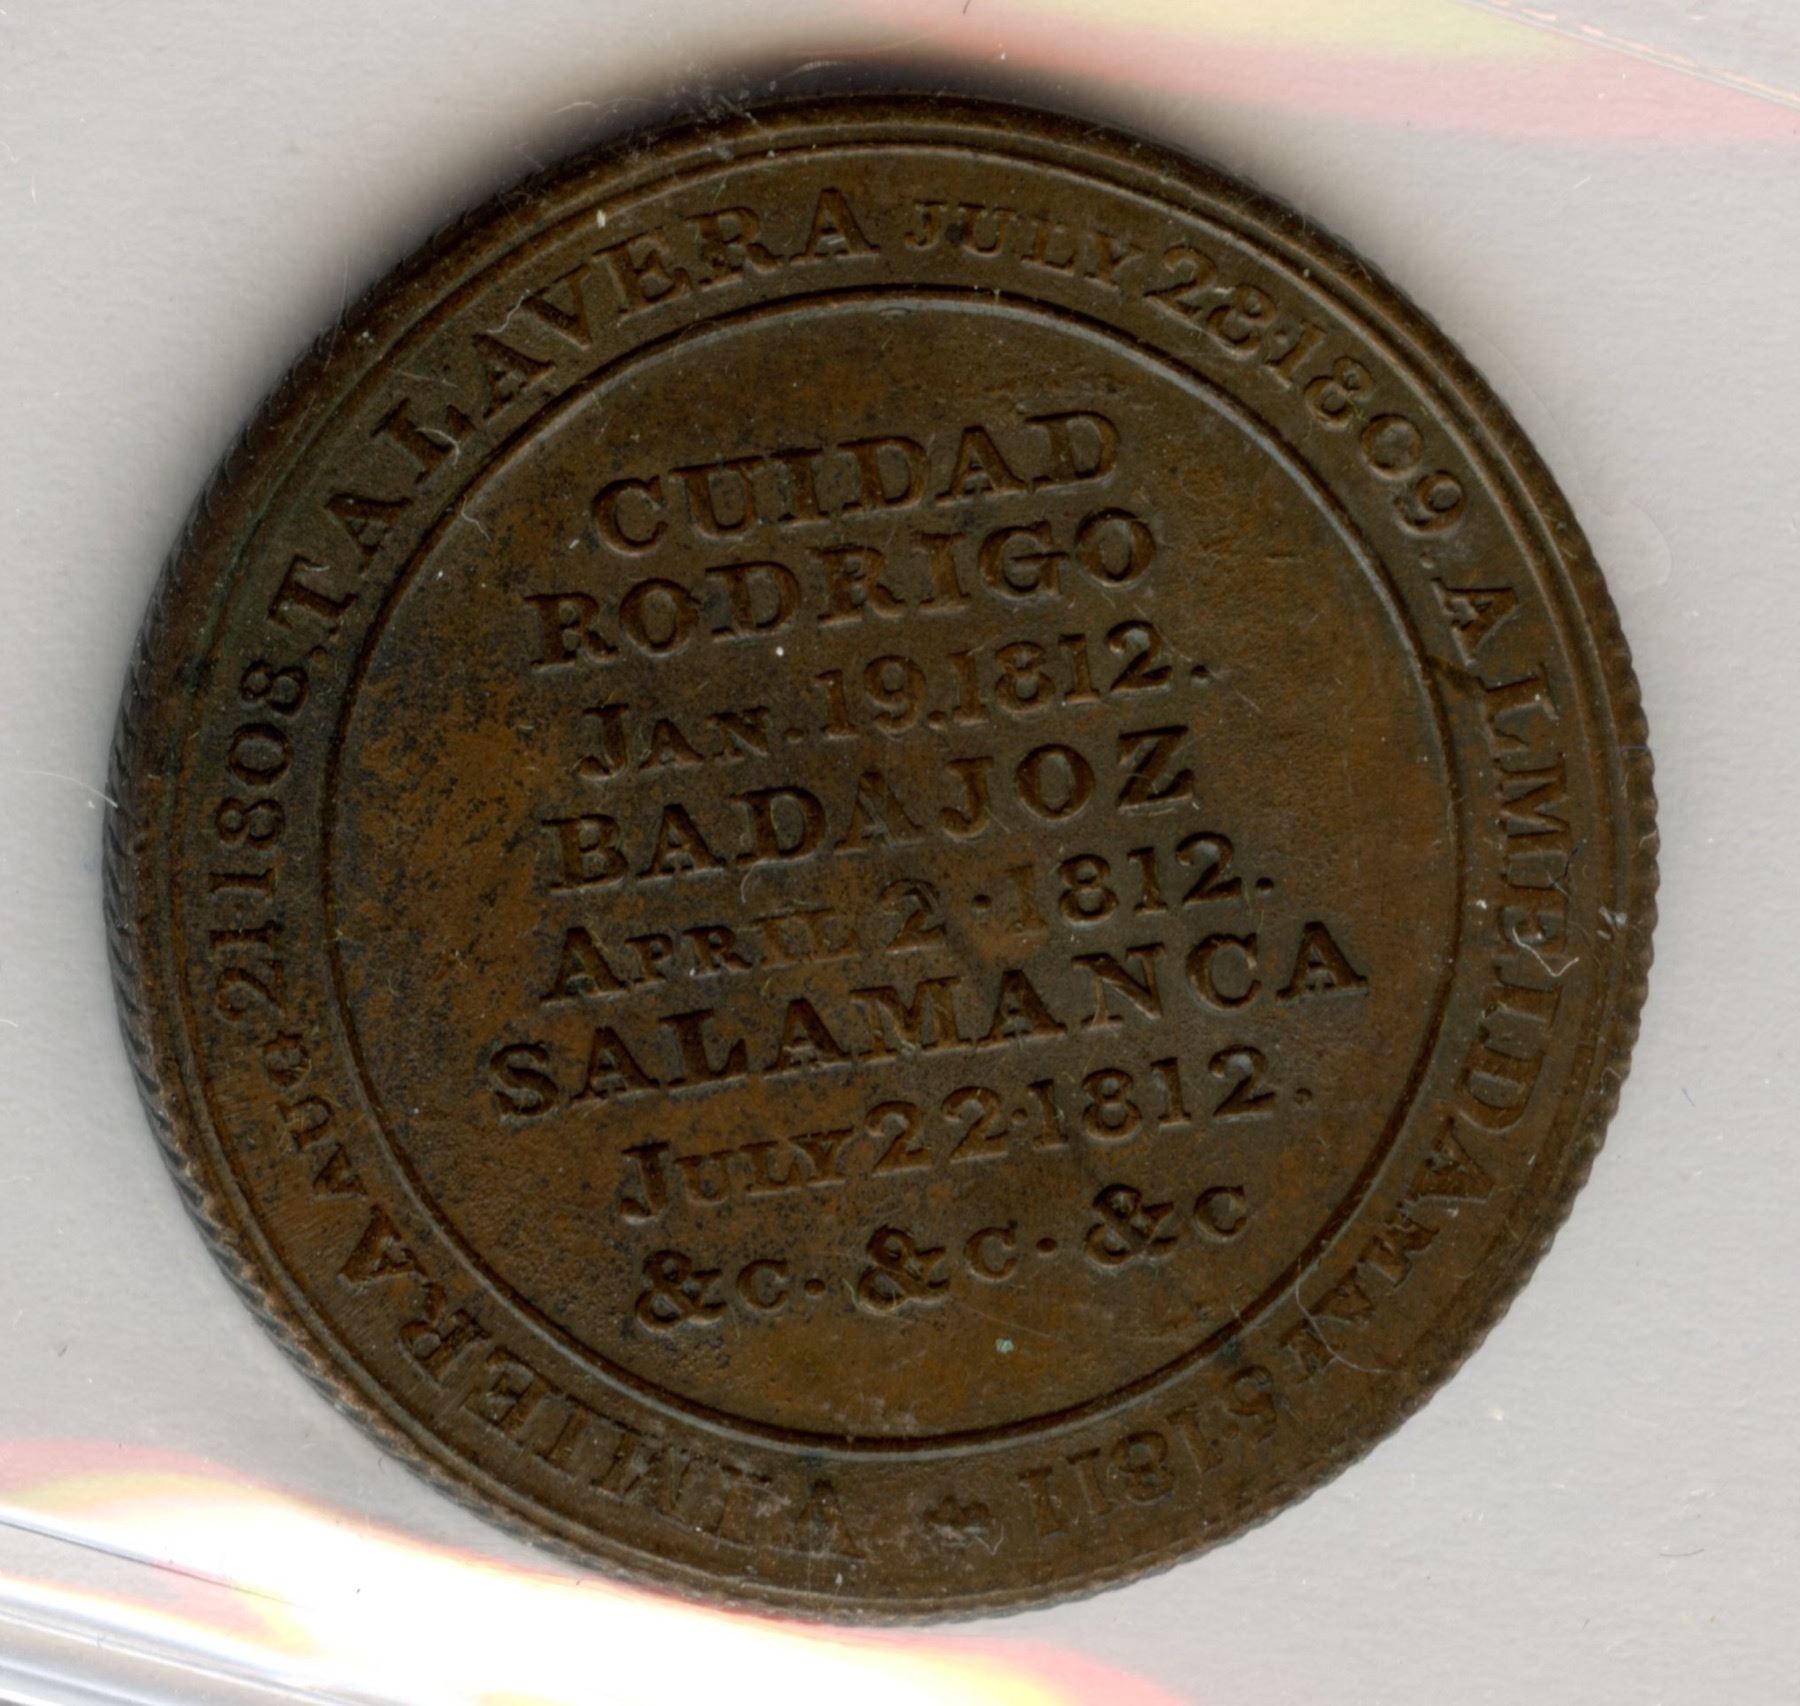 VIMIERA AUG 21·1808. TALAVERA JULY 28·1809. ALMEIDA MAY 5·1811
CUIDAD
RODRIGO
JAN. 19.1812.
BADAJOZ
APRIL 2·1812.
SALAMANCA
JULY 22·1812.
&C. &C. &C